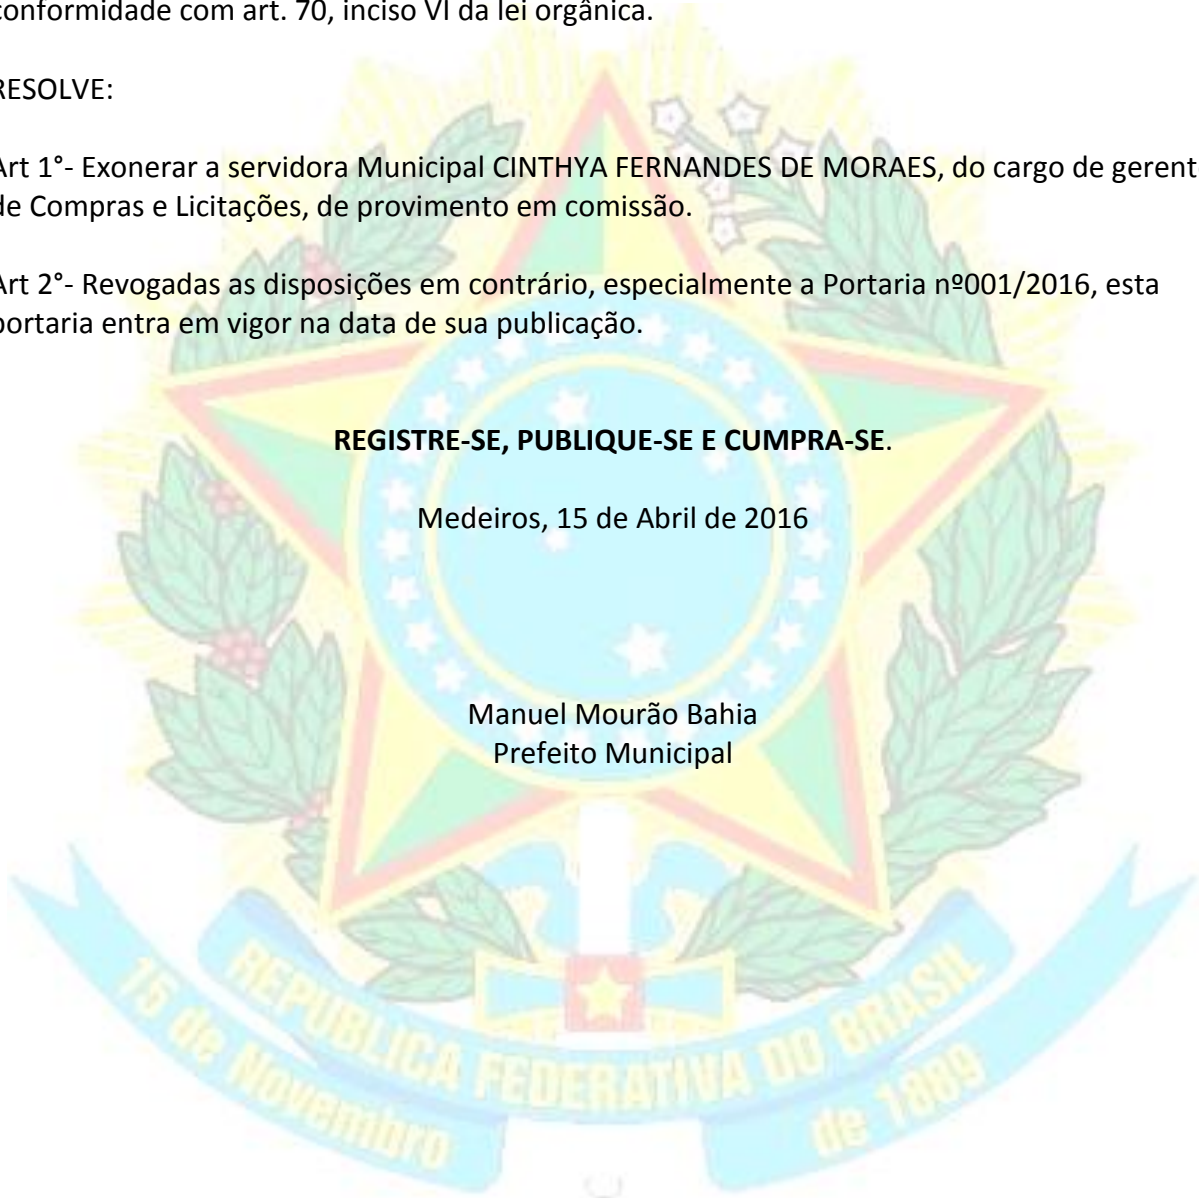 conformidade com art. 70, inciso VI da lei orgânica.
RESOLVE:
Art 1°- Exonerar a servidora Municipal CINTHYA FERNANDES DE MORAES, do cargo de gerent
de Compras e Licitações, de provimento em comissão.
Art 2°- Revogadas as disposições em contrário, especialmente a Portaria nº001/2016, esta
portaria entra em vigor na data de sua publicação.
REGISTRE-SE, PUBLIQUE-SE E CUMPRA-SE.
Medeiros, 15 de Abril de 2016
Manuel Mourão Bahia
Prefeito Municipal
REPUBLICA FEDERATIVA DO BRASIL
15 de Novembro
de 1889